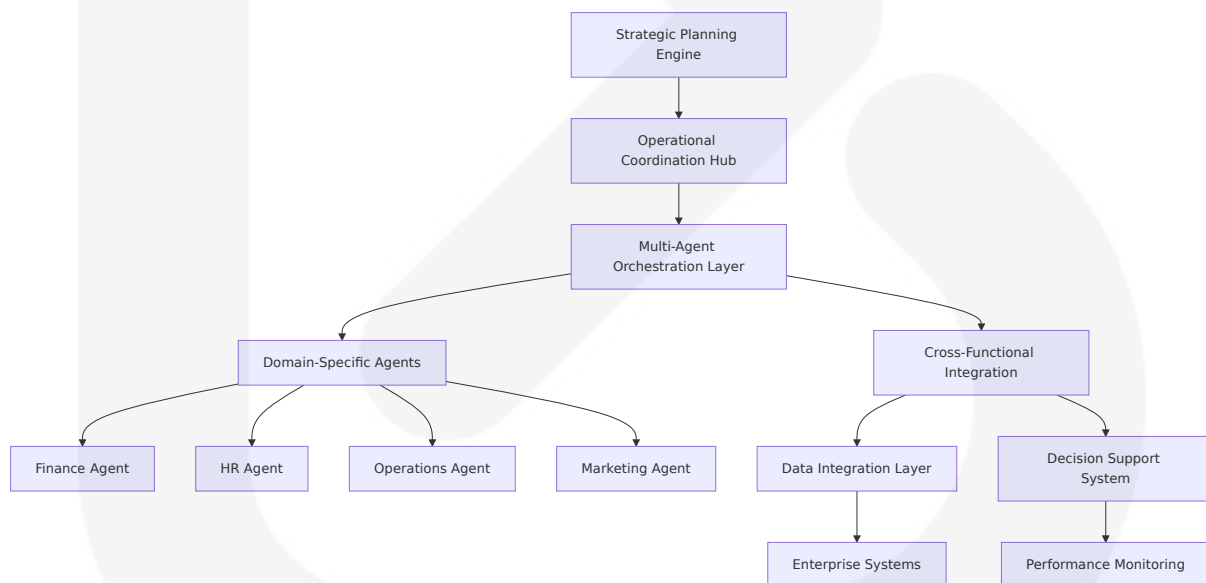 Strategic Planning
Engine
Operational
Coordination Hub
Multi-Agent
Orchestration Layer
Domain-Specific Agents
Cross-Functional
Integration
Finance Agent
HR Agent
Operations Agent
Marketing Agent
Data Integration Layer
Decision Support
System
Enterprise Systems
Performance Monitoring